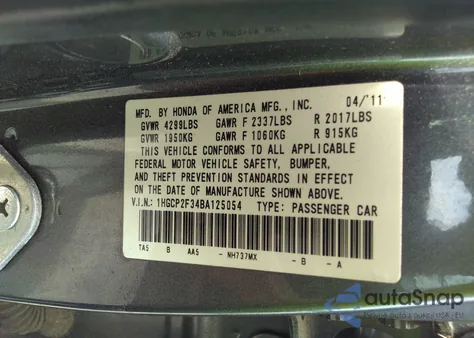 MFD. BY HONDA OF AMERICA MFG., INC. 04/'11
GVWR 4299LBS GAWR F 2337LBS R 2017LBS
GVWR 1950KG GAWR F 1060KG R 915KG
THIS VEHICLE CONFORMS TO ALL APPLICABLE
FEDERAL MOTOR VEHICLE SAFETY, BUMPER,
AND THEFT PREVENTION STANDARDS IN EFFECT
ON THE DATE OF MANUFACTURE SHOWN ABOVE.
V.I.N.: 1HGCP2F34BA125054 TYPE: PASSENGER CAR
TA5 B AA5 - NH737MX - B - A
autoSnap